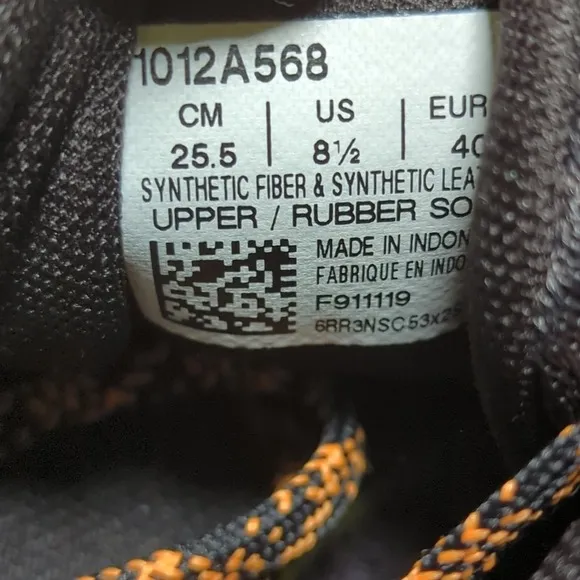 1012A568
CM | US | EUR
25.5 | 8½ | 40
SYNTHETIC FIBER & SYNTHETIC LEA
UPPER / RUBBER SO
MADE IN INDON
FABRIQUE EN INDO
F911119
6RR3NSC53x2